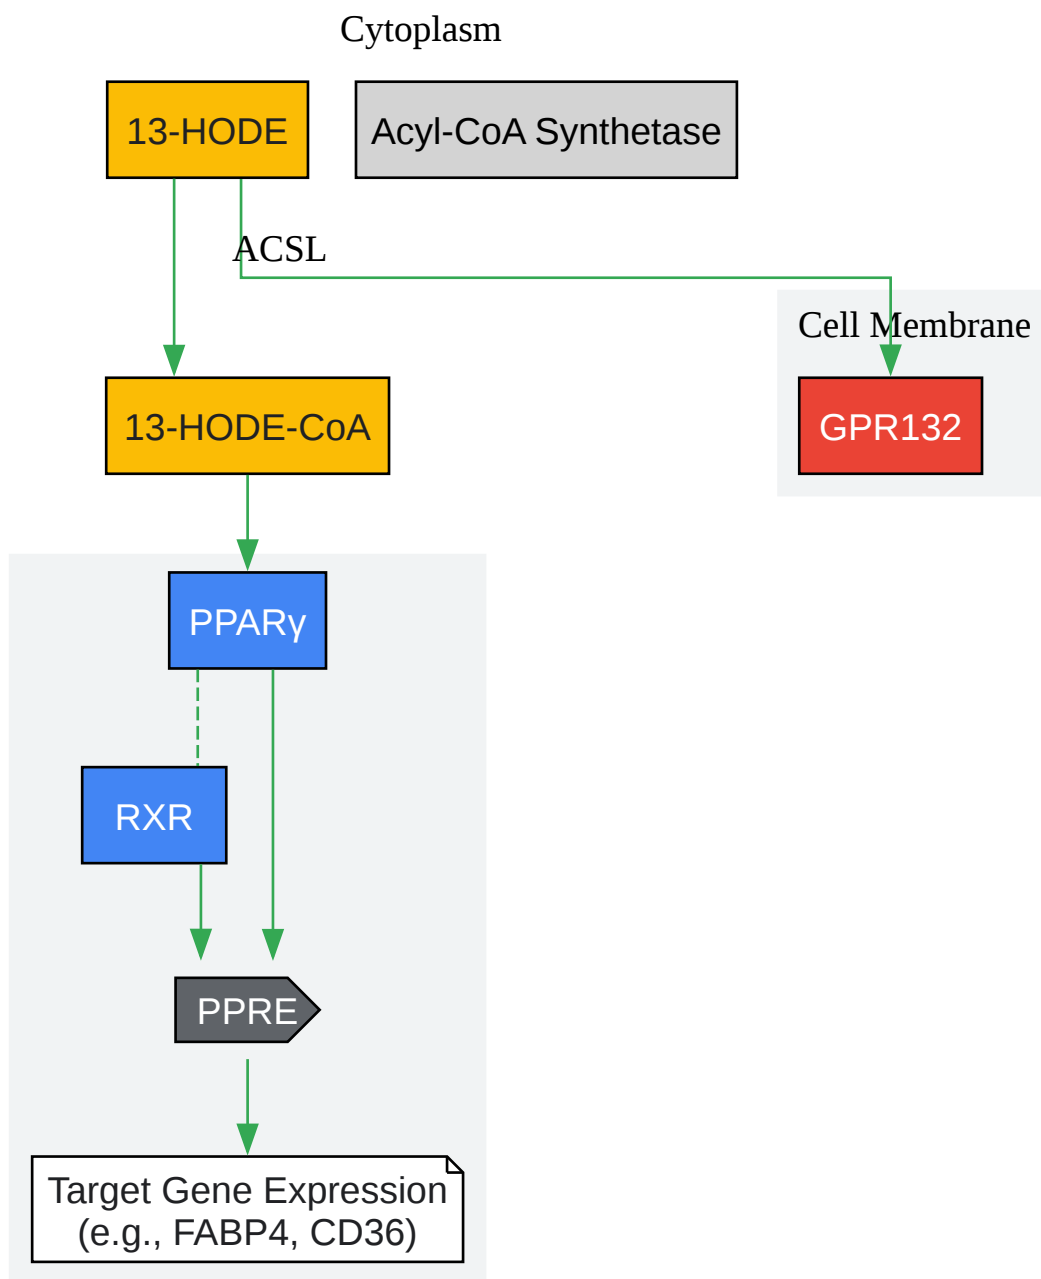 Cytoplasm
13-HODE
Acyl-CoA Synthetase
ACSL
Cell Membrane
13-HODE-CoA
GPR132
PPARγ
RXR
PPRE
Target Gene Expression
(e.g., FABP4, CD36)